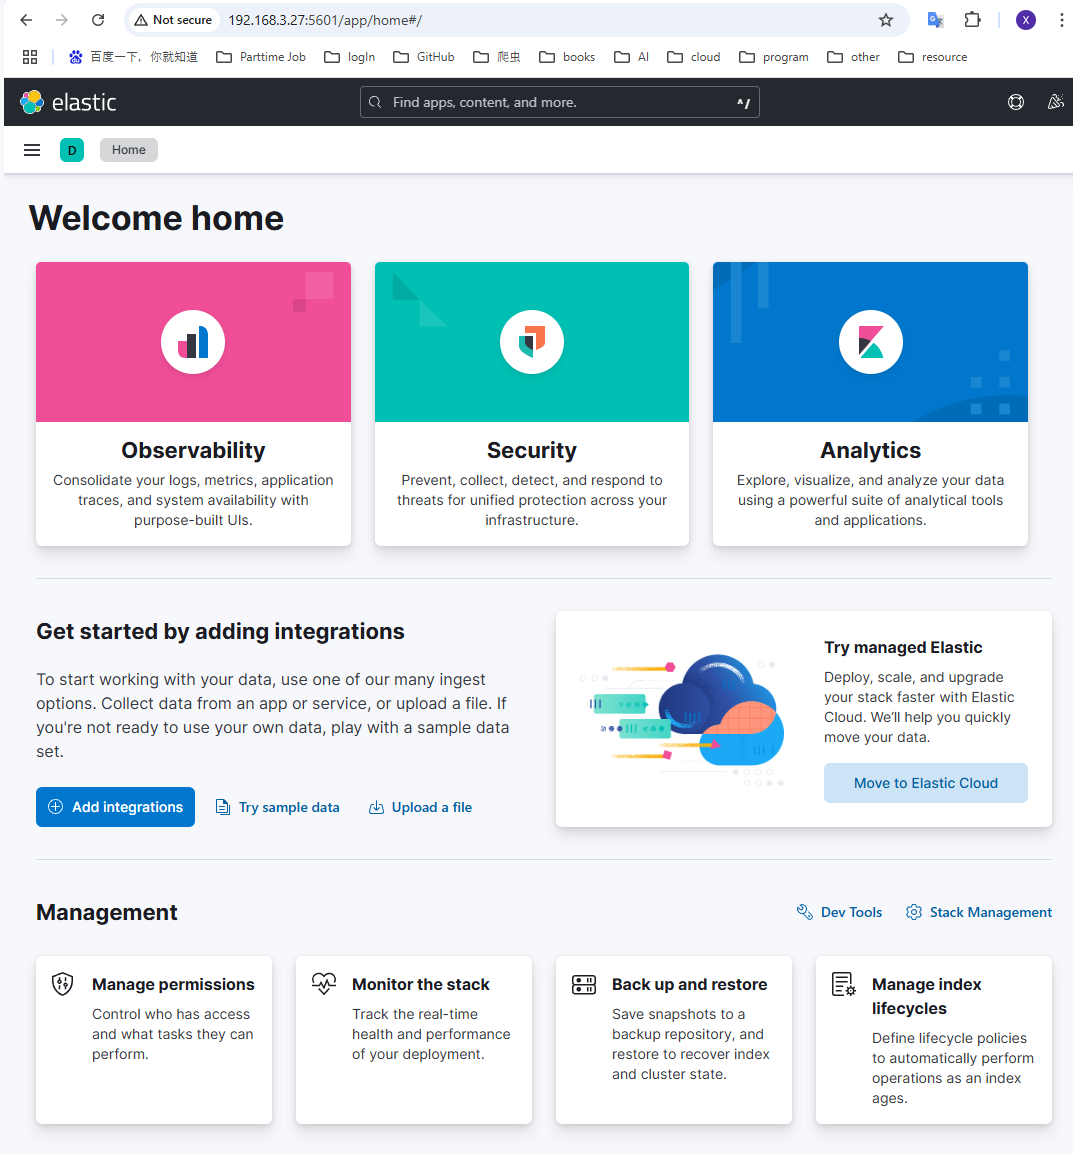 Not secure
192.168.3.27:5601/app/home#/
X
百度一下，你就知道
Parttime Job
logIn
GitHub
爬虫
books
AI
cloud
program
other
resource
elastic
Find apps, content, and more.
^/
D
Home
Welcome home
Observability
Consolidate your logs, metrics, application
traces, and system availability with
purpose-built UIs.
Security
Prevent, collect, detect, and respond to
threats for unified protection across your
infrastructure.
Analytics
Explore, visualize, and analyze your data
using a powerful suite of analytical tools
and applications.
Get started by adding integrations
To start working with your data, use one of our many ingest
options. Collect data from an app or service, or upload a file. If
you're not ready to use your own data, play with a sample data
set.
Add integrations
Try sample data
Upload a file
Try managed Elastic
Deploy, scale, and upgrade
your stack faster with Elastic
Cloud. We’ll help you quickly
move your data.
Move to Elastic Cloud
Management
Dev Tools
Stack Management
Manage permissions
Control who has access
and what tasks they can
perform.
Monitor the stack
Track the real-time
health and performance
of your deployment.
Back up and restore
Save snapshots to a
backup repository, and
restore to recover index
and cluster state.
Manage index
lifecycles
Define lifecycle policies
to automatically perform
operations as an index
ages.